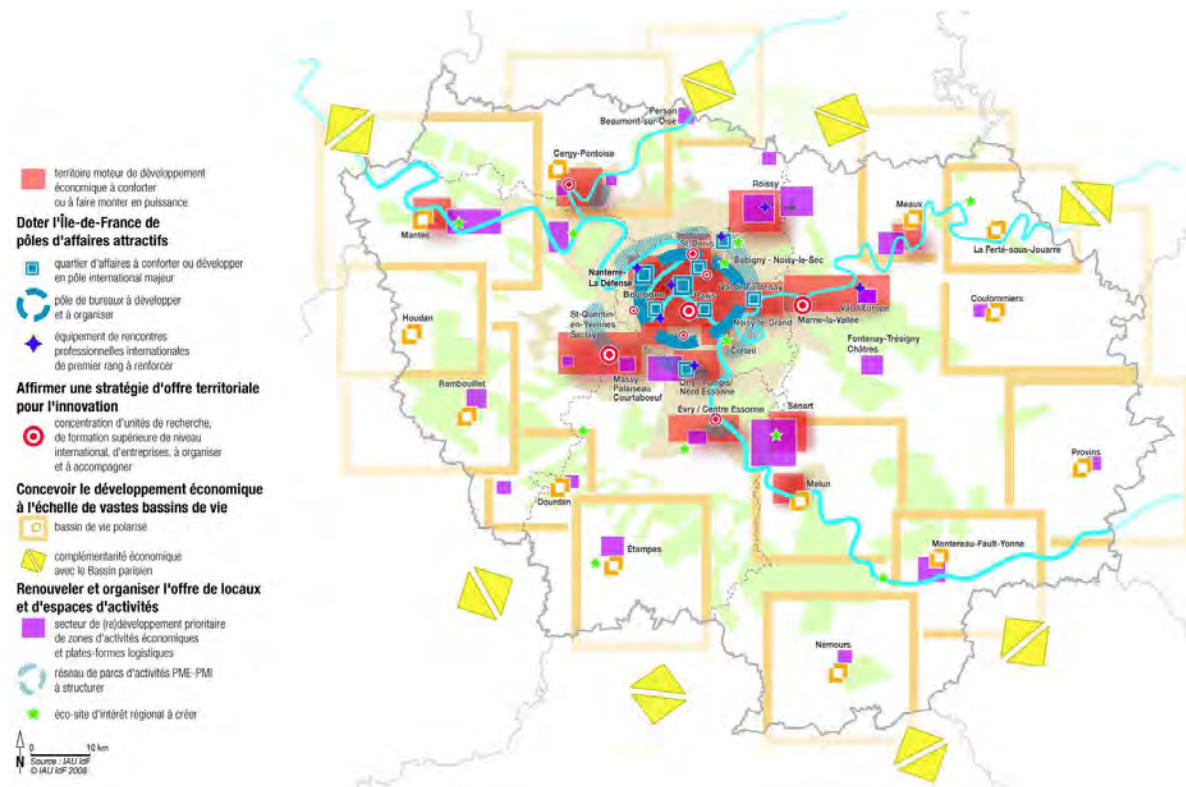 territoire moteur de développement
économique à conforter
ou à faire monter en puissance
Doter l'Île-de-France de
pôles d'affaires attractifs
quartier d'affaires à conforter ou développer
en pôle international majeur
pôle de bureaux à développer
et à organiser
équipement de rencontres
professionnelles internationales
de premier rang à renforcer
Affirmer une stratégie d'offre territoriale
pour l'innovation
concentration d'unités de recherche,
de formation supérieure de niveau
international, d'entreprises, à organiser
et à accompagner
Concevoir le développement économique
à l'échelle de vastes bassins de vie
bassin de vie polarisé
complémentarité économique
avec le Bassin parisien
Renouveler et organiser l'offre de locaux
et d'espaces d'activités
secteur de (re)développement prioritaire
de zones d'activités économiques
et plates-formes logistiques
réseau de parcs d'activités PME-PMI
à structurer
éco-site d'intérêt régional à créer
0 10 km
N
Source : IAU îdF
© IAU îdF 2008
Persan
Beaumont-sur-Oise
Cergy-Pontoise
Roissy
Meaux
La Ferté-sous-Jouarre
Mantes
St-Denis
Bobigny - Noisy-le-Sec
Nanterre-
La Défense
Val de Fontenay
Boulogne
Paris
Val d'Europe
Coulommiers
Houdan
St-Quentin-
en-Yvelines
Saclay
Noisy-le-Grand
Marne-la-Vallée
Créteil
Fontenay-Trésigny
Châtres
Rambouillet
Massy-
Palaiseau
Courtaboeuf
Orly - Rungis/
Nord Essonne
Evry / Centre Essonne
Sénart
Provins
Dourdan
Melun
Étampes
Montereau-Fault-Yonne
Nemours